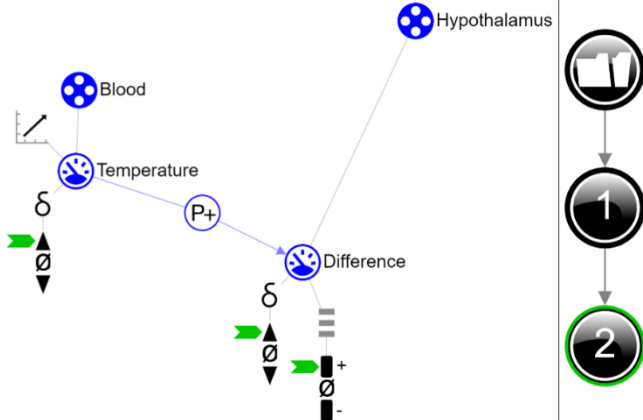 Hypothalamus
Blood
Temperature
δ
P+
Ø
Difference
δ
Ø
+
Ø
-
1
2